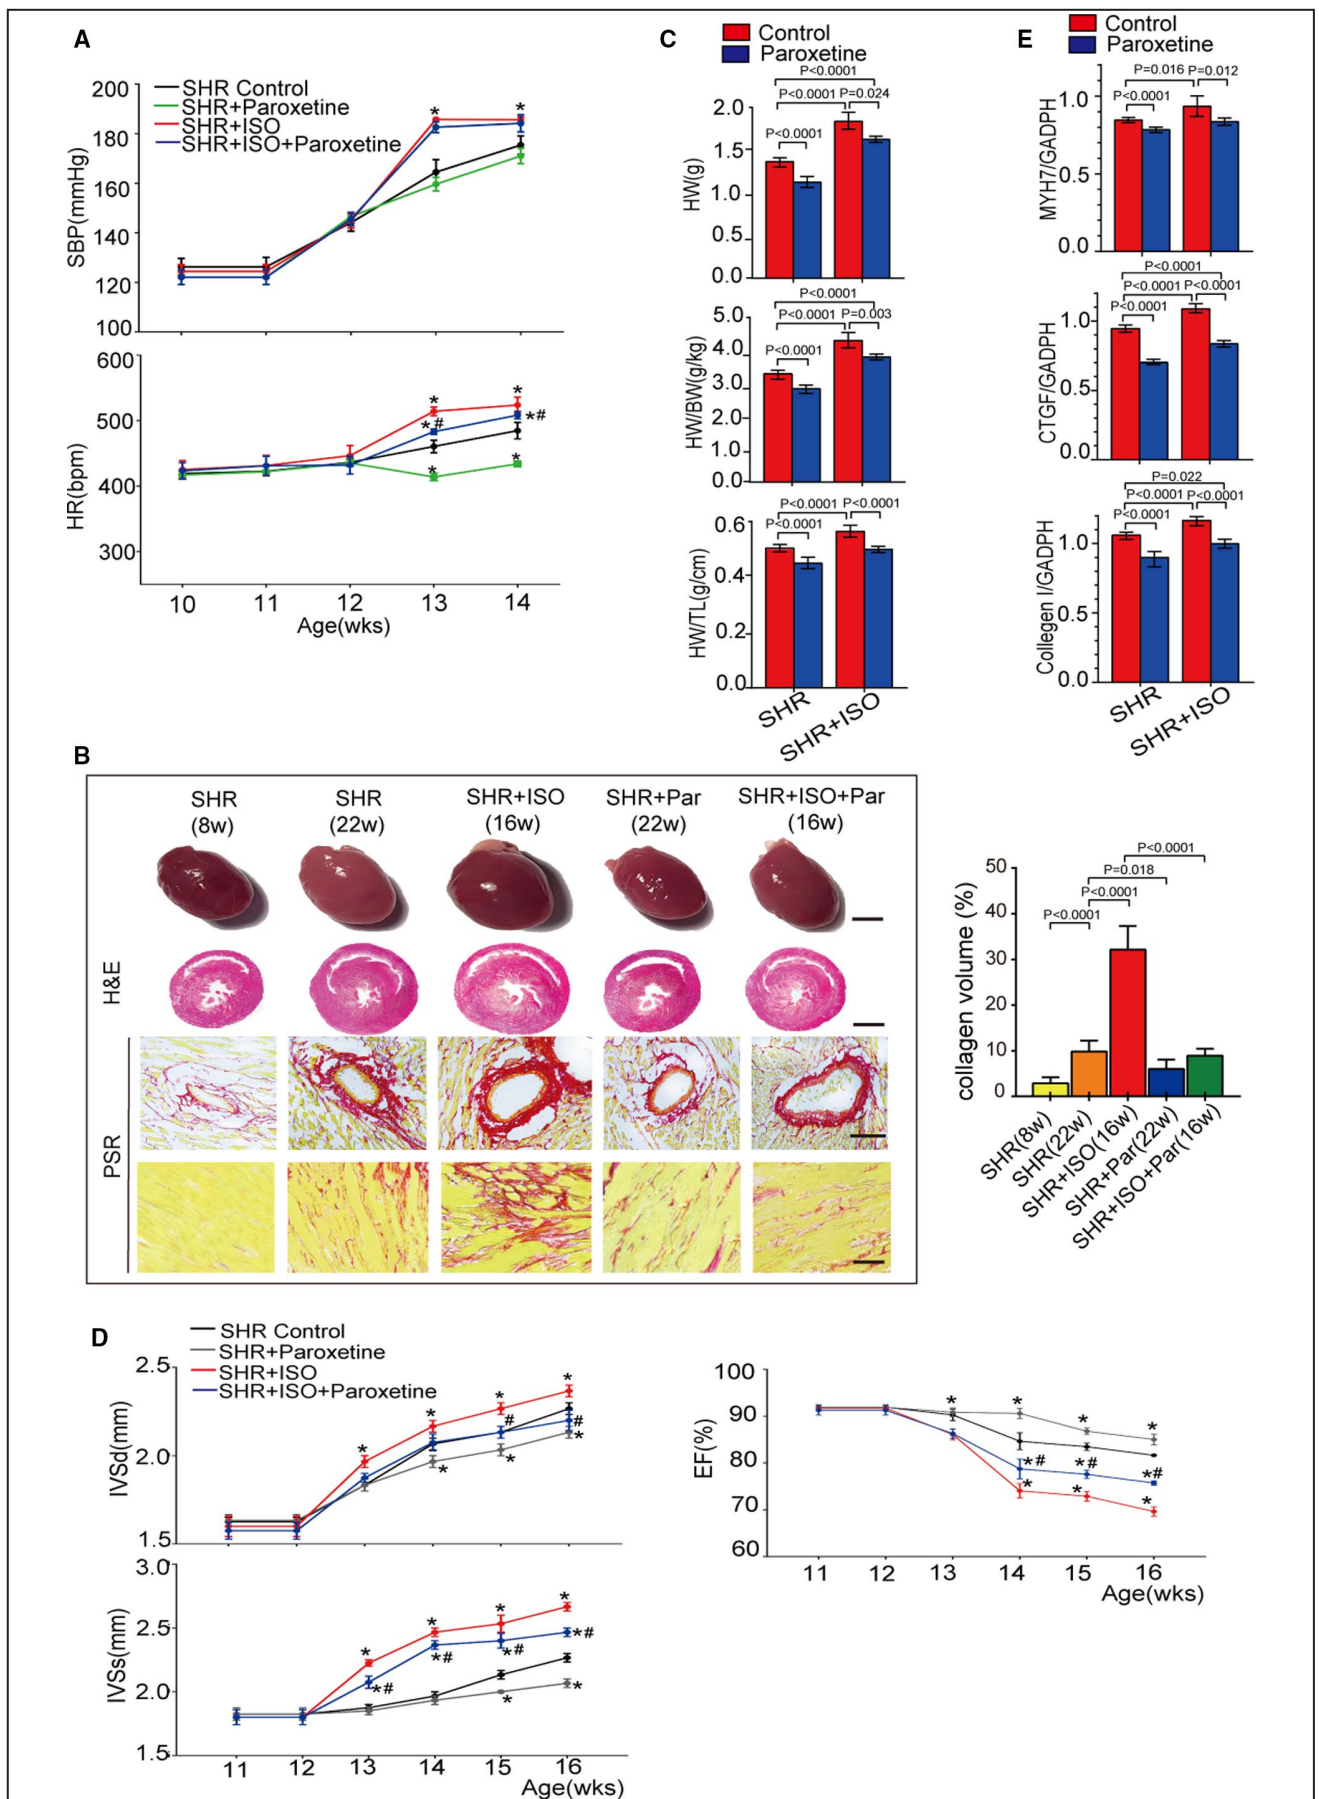 A
SHR Control
SHR+Paroxetine
SHR+ISO
SHR+ISO+Paroxetine
SBP(mmHg)
200
180
160
140
120
100
* *
HR(bpm)
600
500
400
300
* *
*# *#
* *
10 11 12 13 14
Age(wks)
C
Control
Paroxetine
P<0.0001
P<0.0001 P=0.024
P<0.0001
HW(g)
2.0
1.5
1.0
0.5
0.0
P<0.0001
P<0.0001 P=0.003
P<0.0001
HW/BW(g/kg)
5.0
4.0
3.0
2.0
1.0
0.0
P<0.0001 P<0.0001
P<0.0001
HW/TL(g/cm)
0.6
0.4
0.2
0.0
SHR
SHR+ISO
E
Control
Paroxetine
P=0.016 P=0.012
P<0.0001
MYH7/GADPH
1.0
0.5
0.0
P<0.0001
P<0.0001 P<0.0001
P<0.0001
CTGF/GADPH
1.0
0.5
0.0
P=0.022
P<0.0001 P<0.0001
P<0.0001
Collegen I/GADPH
1.0
0.5
0.0
SHR
SHR+ISO
B
SHR
(8w)
SHR
(22w)
SHR+ISO
(16w)
SHR+Par
(22w)
SHR+ISO+Par
(16w)
H&E
PSR
collagen volume (%)
50
40
30
20
10
0
P<0.0001
P=0.018
P<0.0001
P<0.0001
SHR(8w)
SHR(22w)
SHR+ISO(16w)
SHR+Par(22w)
SHR+ISO+Par(16w)
D
SHR Control
SHR+Paroxetine
SHR+ISO
SHR+ISO+Paroxetine
IVSd(mm)
2.5
2.0
1.5
* * * *
# #
* * *
IVSs(mm)
3.0
2.5
2.0
1.5
* * * *
*# *# *# *#
* *
11 12 13 14 15 16
Age(wks)
EF(%)
100
90
80
70
60
* * * *
*# *# *#
* * *
11 12 13 14 15 16
Age(wks)